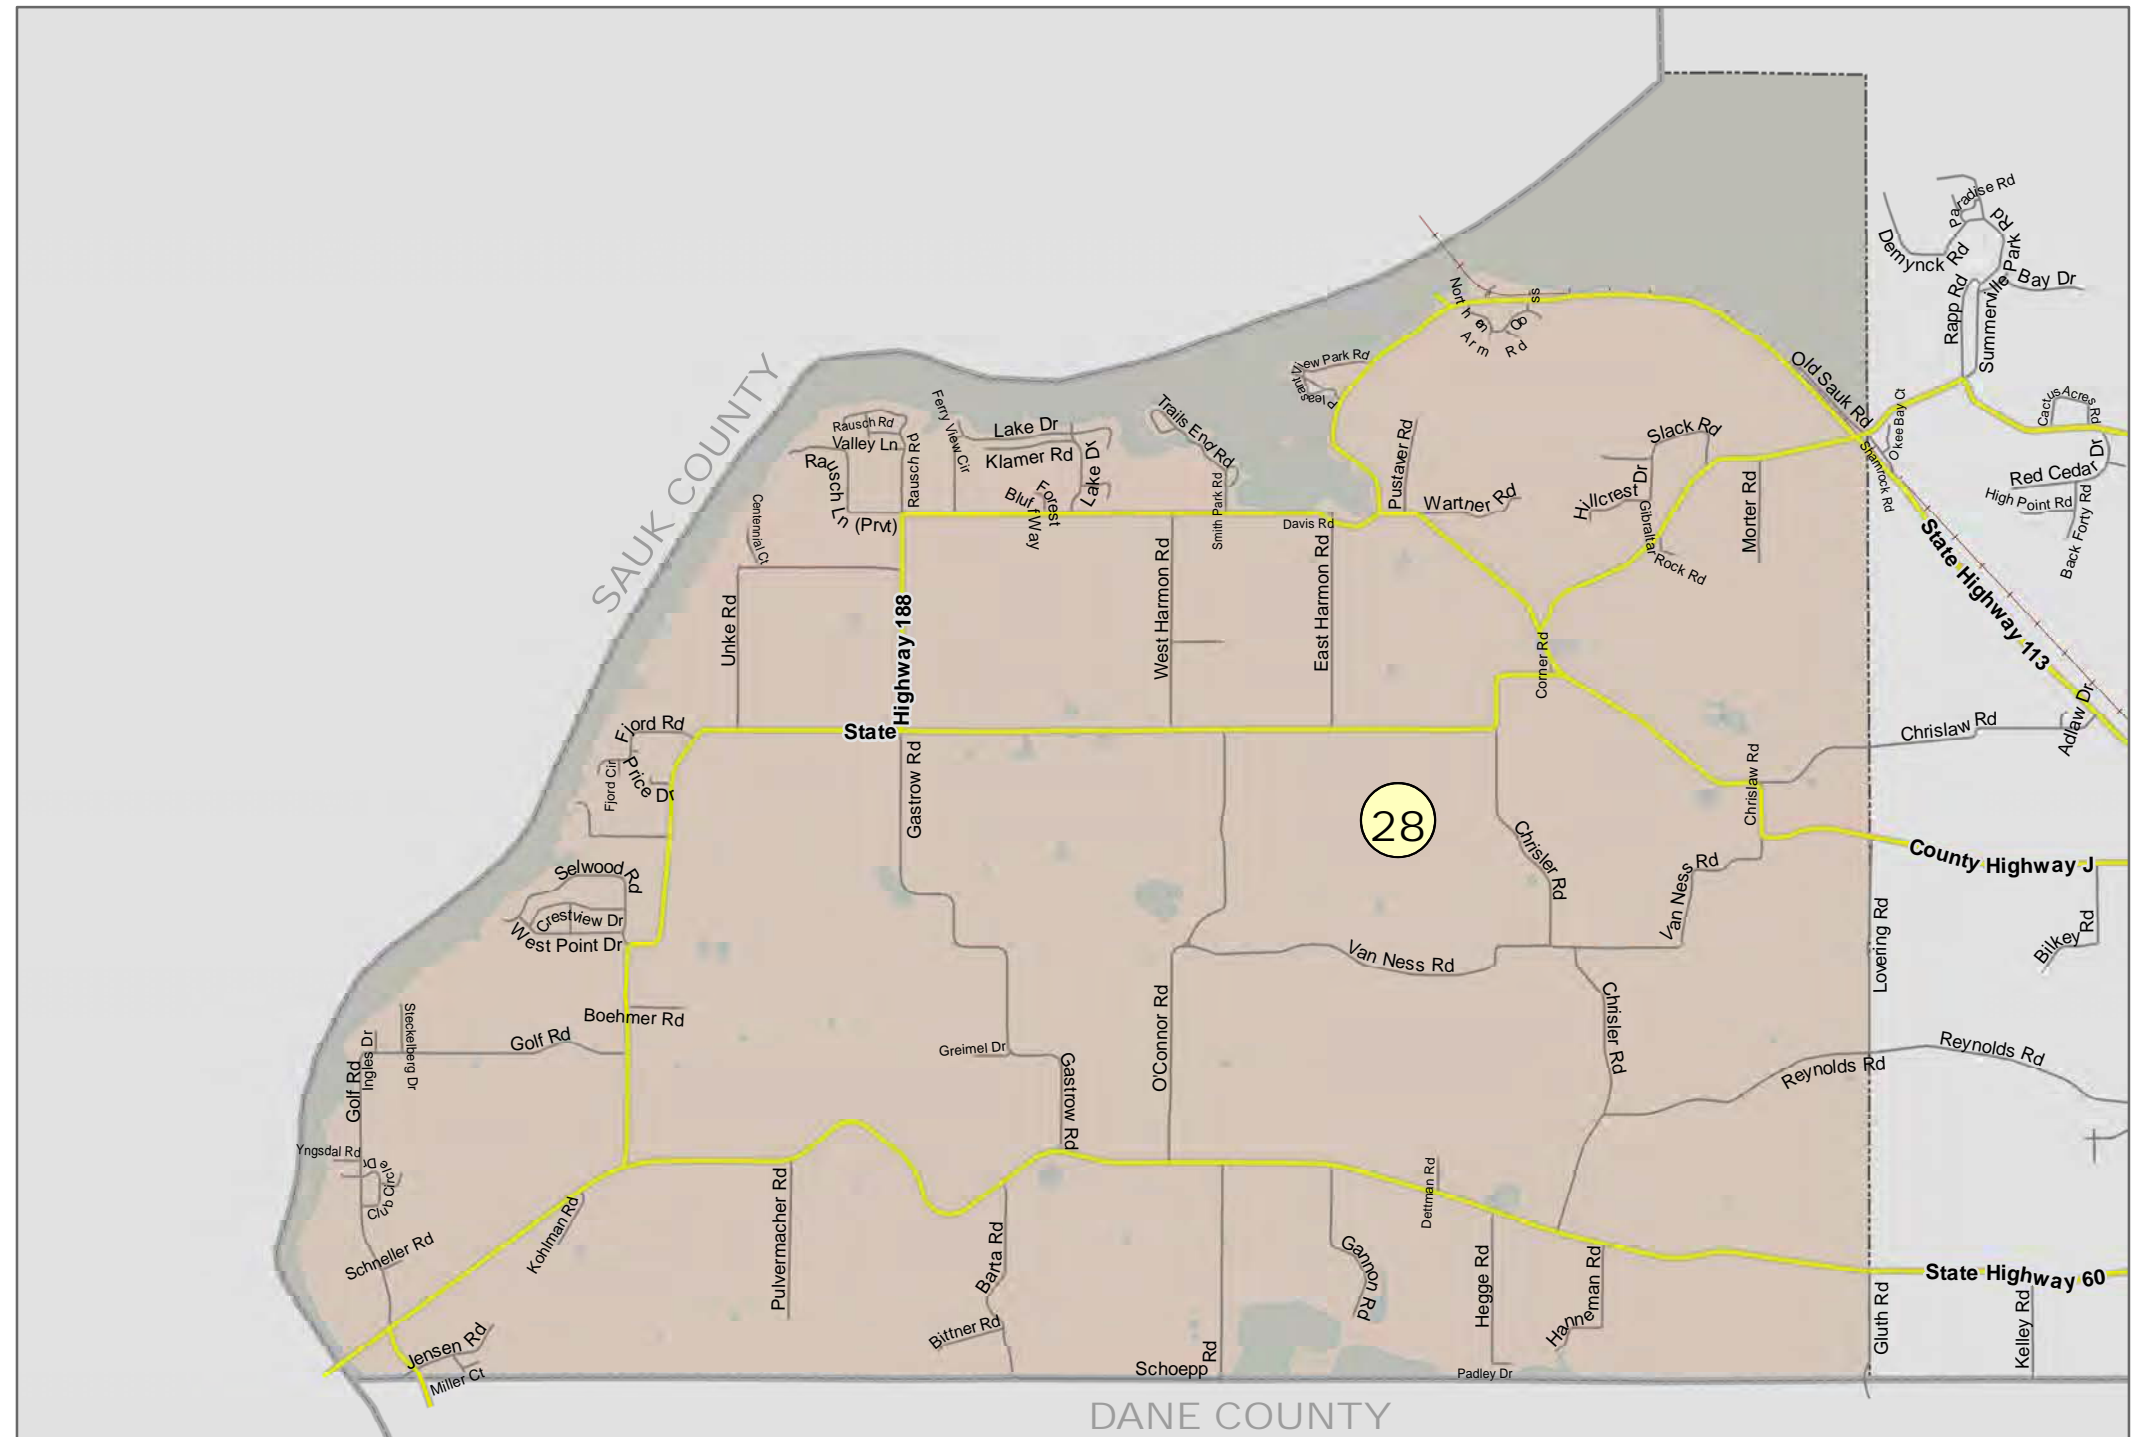 Paradise Rd
Demynck Rd
Summerville Park Rd
Bay Dr
Rapp Rd
SAUK COUNTY
Northern Arm Rd
Pleasant View Park Rd
Old Sauk Rd
Okee Bay Ct
Shamrock Rd
Cactus Acres Rd
Red Cedar Dr
High Point Rd
Back Forty Rd
Rausch Rd
Valley Ln
Rausch Ln (Prvt)
Rausch Rd
Ferry View Cir
Lake Dr
Klamer Rd
Lake Dr
Bluff Way
Forest
Trails End Rd
Smith Park Rd
Davis Rd
Pustaver Rd
Wartner Rd
Slack Rd
Hillcrest Dr
Gibraltar Rock Rd
Morter Rd
Centennial Ct
Unke Rd
State Highway 188
West Harmon Rd
East Harmon Rd
Corner Rd
State Highway 113
Chrislaw Rd
Adlaw Dr
Fjord Rd
Fjord Cir
Price Dr
Gastrow Rd
28
Chrisler Rd
Chrislaw Rd
Van Ness Rd
County Highway J
Bilkey Rd
Lovering Rd
Selwood Rd
Crestview Dr
West Point Dr
Van Ness Rd
Boehmer Rd
Golf Rd
Steckelberg Dr
Ingles Dr
Golf Rd
Greimel Dr
Gastrow Rd
O'Connor Rd
Chrisler Rd
Reynolds Rd
Reynolds Rd
Yngsdal Rd
Club Circle Dr
Schneller Rd
Kohlman Rd
Pulvermacher Rd
Barta Rd
Bittner Rd
Dettman Rd
Gannon Rd
Hegge Rd
Hanneman Rd
State Highway 60
Gluth Rd
Kelley Rd
Jensen Rd
Miller Ct
Schoepp Rd
Padley Dr
DANE COUNTY